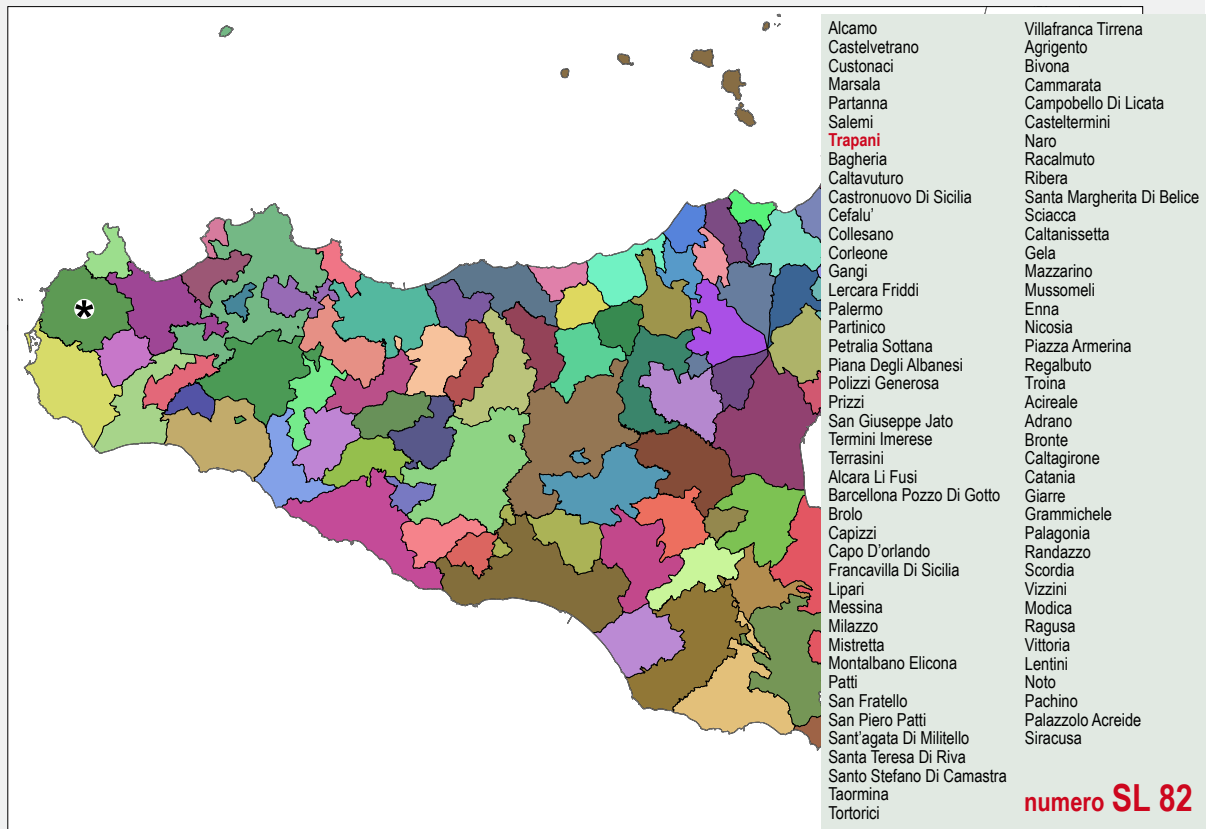 *
Alcamo
Castelvetrano
Custonaci
Marsala
Partanna
Salemi
Trapani
Bagheria
Caltavuturo
Castronuovo Di Sicilia
Cefalu'
Collesano
Corleone
Gangi
Lercara Friddi
Palermo
Partinico
Petralia Sottana
Piana Degli Albanesi
Polizzi Generosa
Prizzi
San Giuseppe Jato
Termini Imerese
Terrasini
Alcara Li Fusi
Barcellona Pozzo Di Gotto
Brolo
Capizzi
Capo D'orlando
Francavilla Di Sicilia
Lipari
Messina
Milazzo
Mistretta
Montalbano Elicona
Patti
San Fratello
San Piero Patti
Sant'agata Di Militello
Santa Teresa Di Riva
Santo Stefano Di Camastra
Taormina
Tortorici
Villafranca Tirrena
Agrigento
Bivona
Cammarata
Campobello Di Licata
Casteltermini
Naro
Racalmuto
Ribera
Santa Margherita Di Belice
Sciacca
Caltanissetta
Gela
Mazzarino
Mussomeli
Enna
Nicosia
Piazza Armerina
Regalbuto
Troina
Acireale
Adrano
Bronte
Caltagirone
Catania
Giarre
Grammichele
Palagonia
Randazzo
Scordia
Vizzini
Modica
Ragusa
Vittoria
Lentini
Noto
Pachino
Palazzolo Acreide
Siracusa
numero SL 82